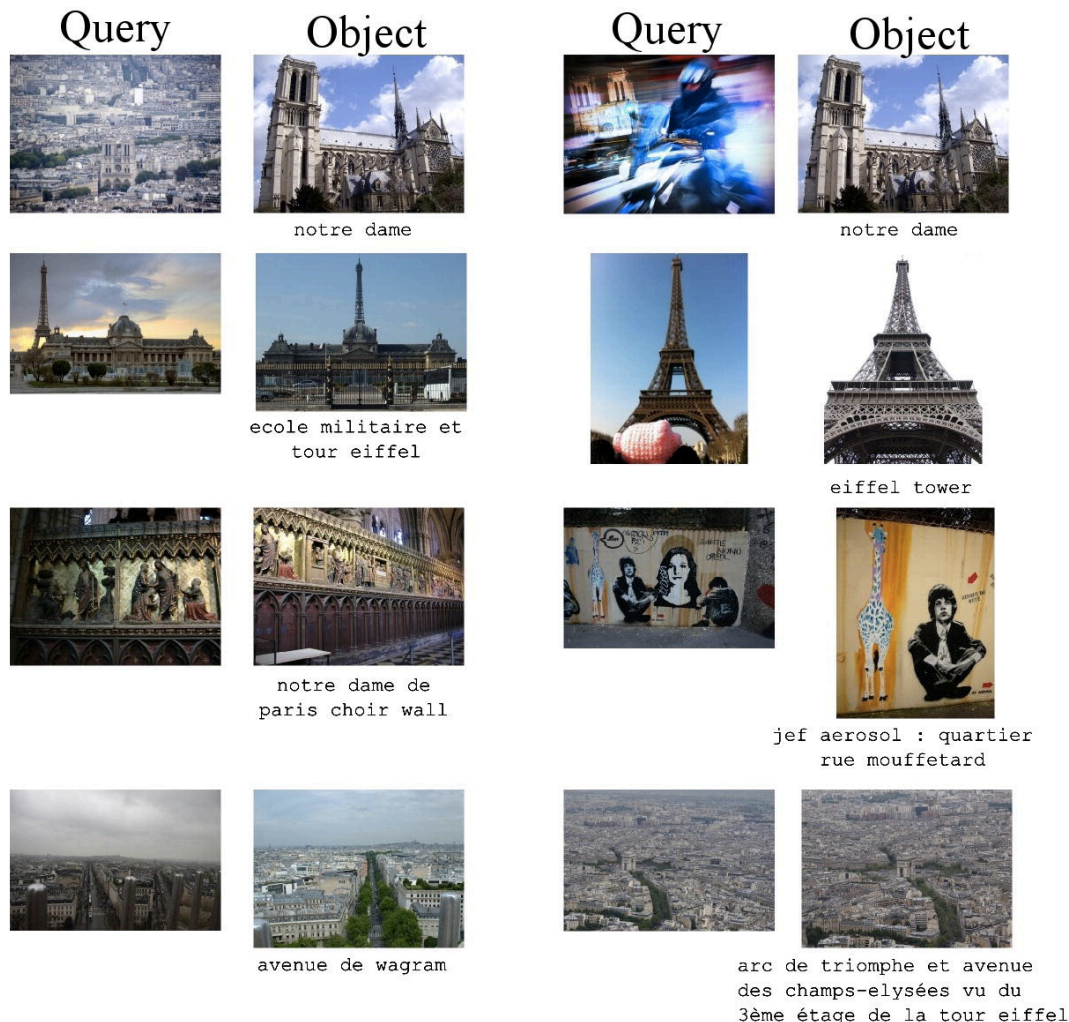 Query
Object
Query
Object
notre dame
notre dame
ecole militaire et
tour eiffel
eiffel tower
notre dame de
paris choir wall
jef aerosol : quartier
rue mouffetard
avenue de wagram
arc de triomphe et avenue
des champs-elysées vu du
3ème étage de la tour eiffel